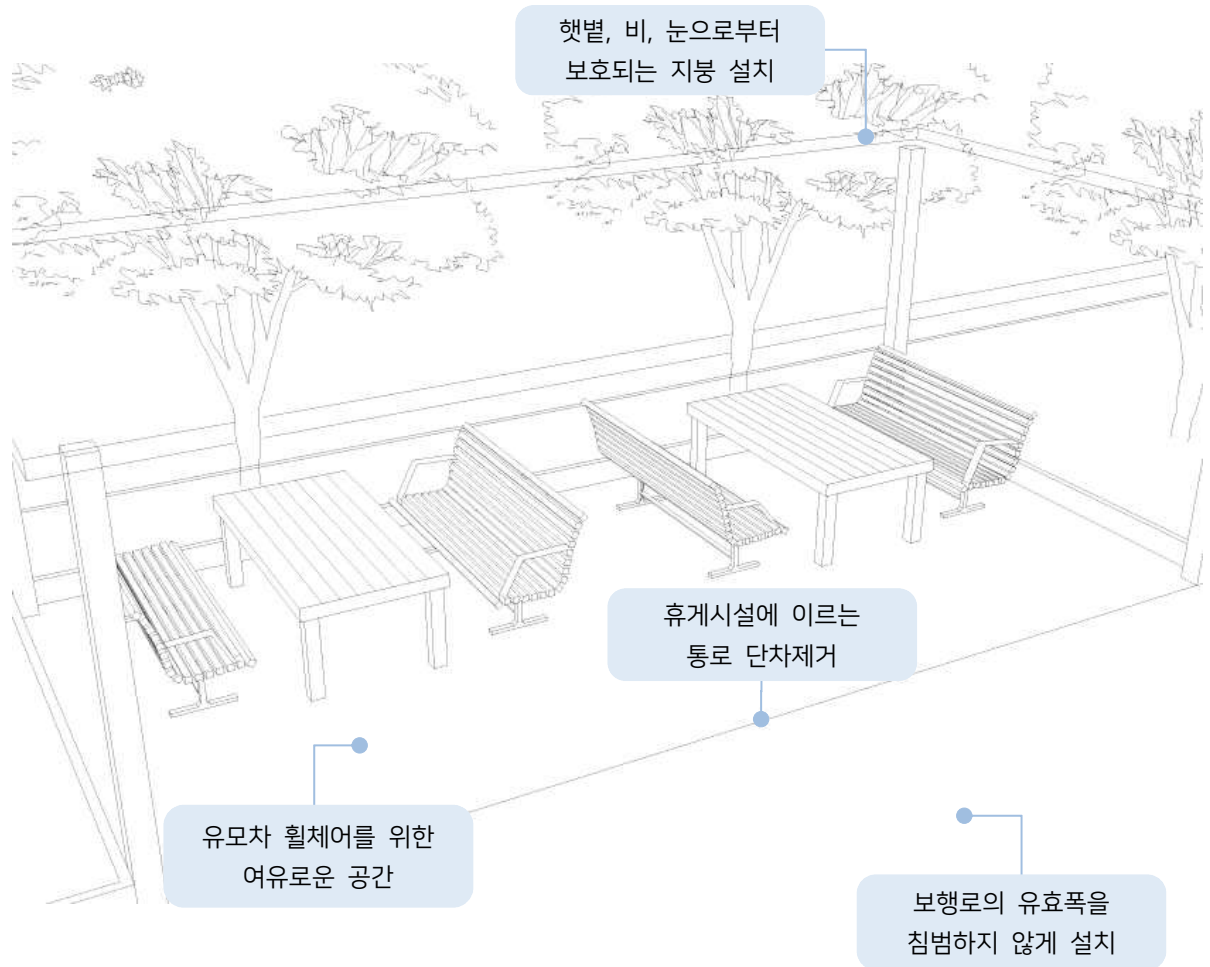 햇볕, 비, 눈으로부터
보호되는 지붕 설치
휴게시설에 이르는
통로 단차제거
유모차 휠체어를 위한
여유로운 공간
보행로의 유효폭을
침범하지 않게 설치